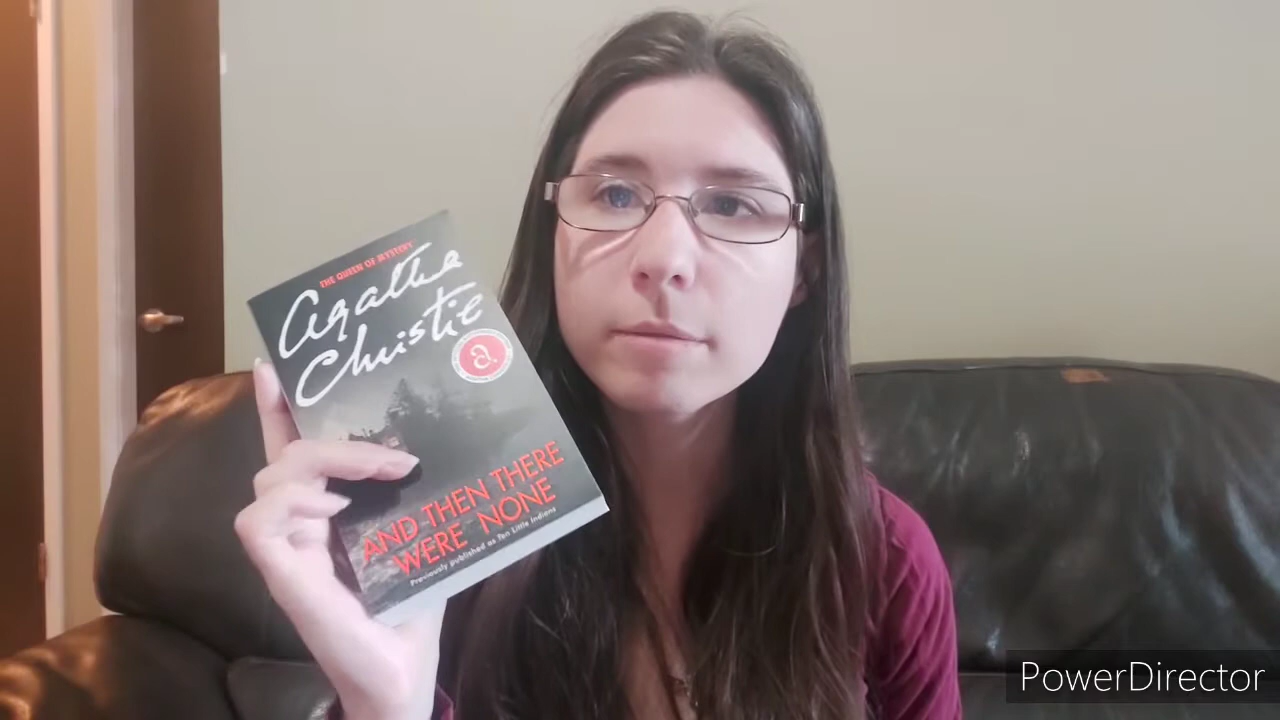 THE QUEEN OF MYSTERY
Agatha
Christie
a
AND THEN THERE
WERE NONE
Previously published as Ten Little Indians
PowerDirector